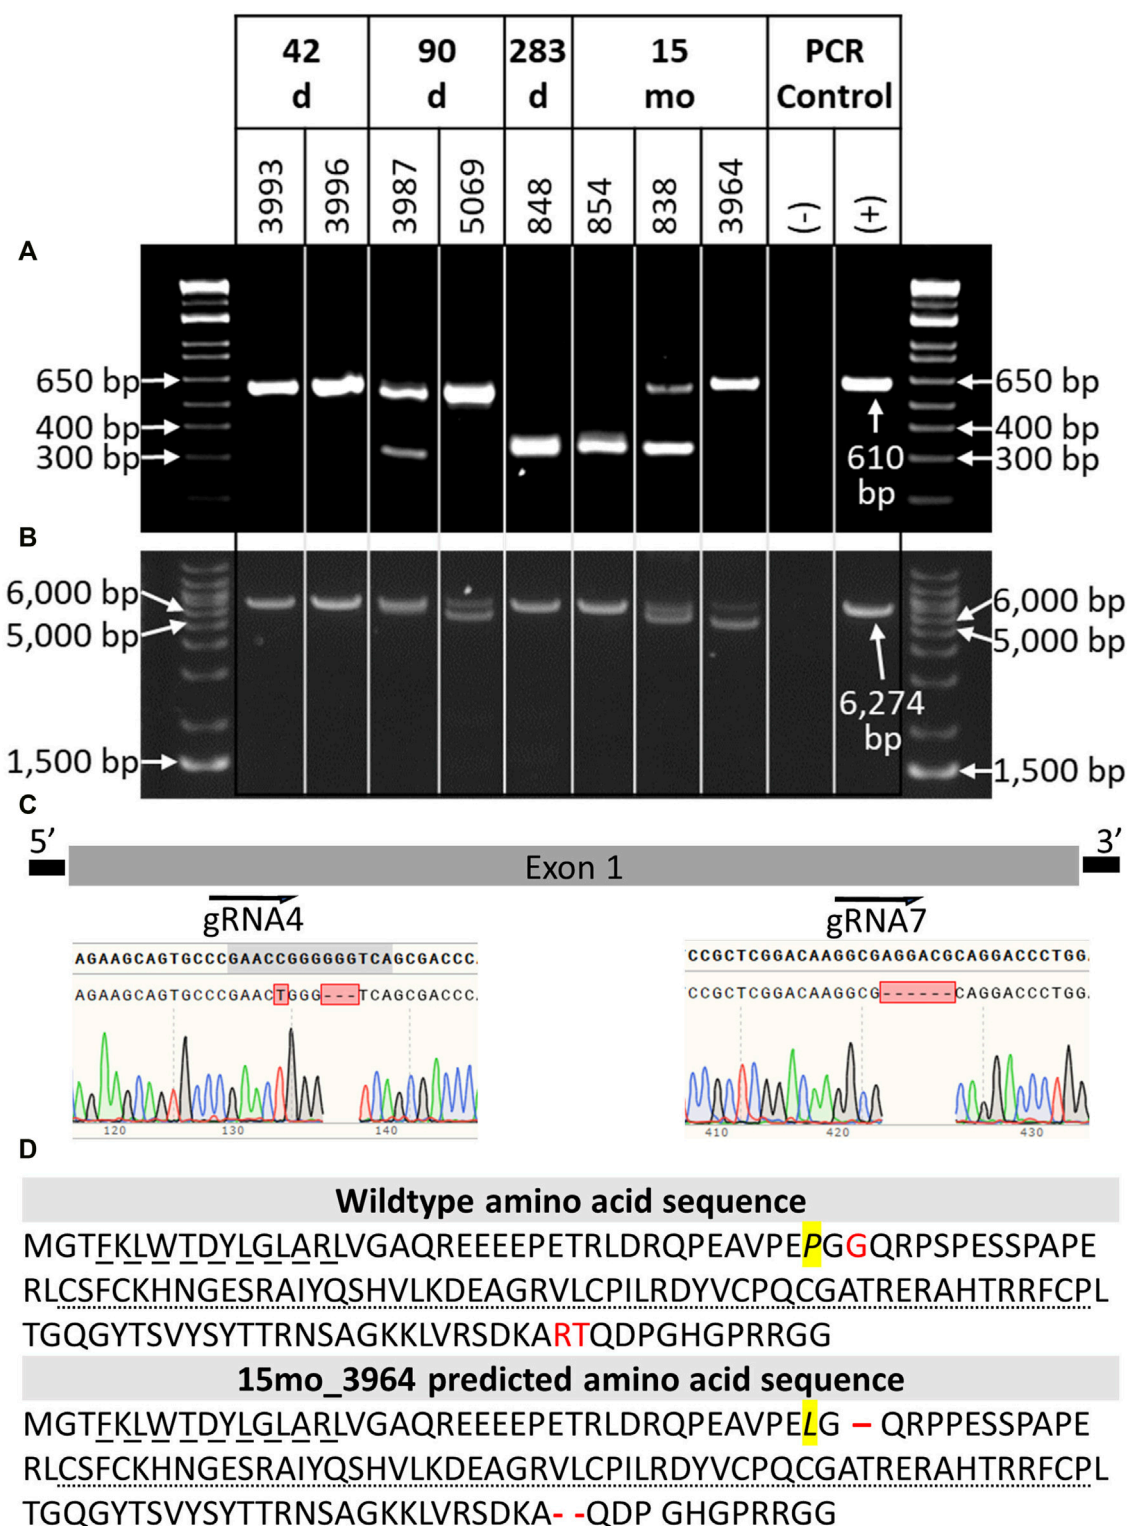 42 d
90 d
283 d
15 mo
PCR Control
3993
3996
3987
5069
848
854
838
3964
(-)
(+)
A
650 bp
400 bp
300 bp
650 bp
400 bp
300 bp
610 bp
B
6,000 bp
5,000 bp
1,500 bp
6,000 bp
5,000 bp
1,500 bp
6,274 bp
C
5’
Exon 1
3’
gRNA4
gRNA7
AGAAGCAGTGCCCGAACCGGGGGGTCAGCGACCC
AGAAGCAGTGCCCGAACTGGG---TCAGCGACCC
120 130 140
CCGCTCGGACAAGGCGAGGACGCAGGACCCTGG
CCGCTCGGACAAGGCG------CAGGACCCTGG
410 420 430
D
Wildtype amino acid sequence
MGTFKLWTDYLGLARLVGAQREEEEPETRLDRQPEAVPEPGGQRPSPESSPAPE
RLCSFCKHNGESRAIYQSHVLKDEAGRVLCPILRDYVCPQCGATRERAHTRRFCPL
TGQGYTSVYSYTTRNSAGKKLVRSDKARTQDPGHGPRRGG
15mo_3964 predicted amino acid sequence
MGTFKLWTDYLGLARLVGAQREEEEPETRLDRQPEAVPELG – QRPPESSPAPE
RLCSFCKHNGESRAIYQSHVLKDEAGRVLCPILRDYVCPQCGATRERAHTRRFCPL
TGQGYTSVYSYTTRNSAGKKLVRSDKA- -QDP GHGPRRGG